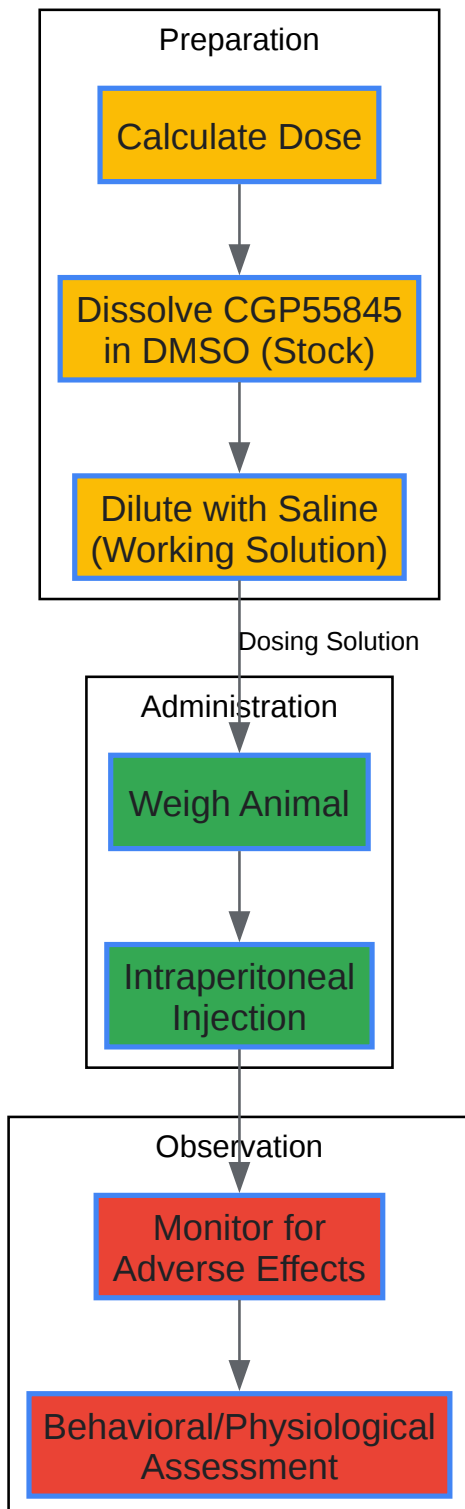 Preparation
Calculate Dose
Dissolve CGP55845
in DMSO (Stock)
Dilute with Saline
(Working Solution)
Dosing Solution
Administration
Weigh Animal
Intraperitoneal
Injection
Observation
Monitor for
Adverse Effects
Behavioral/Physiological
Assessment